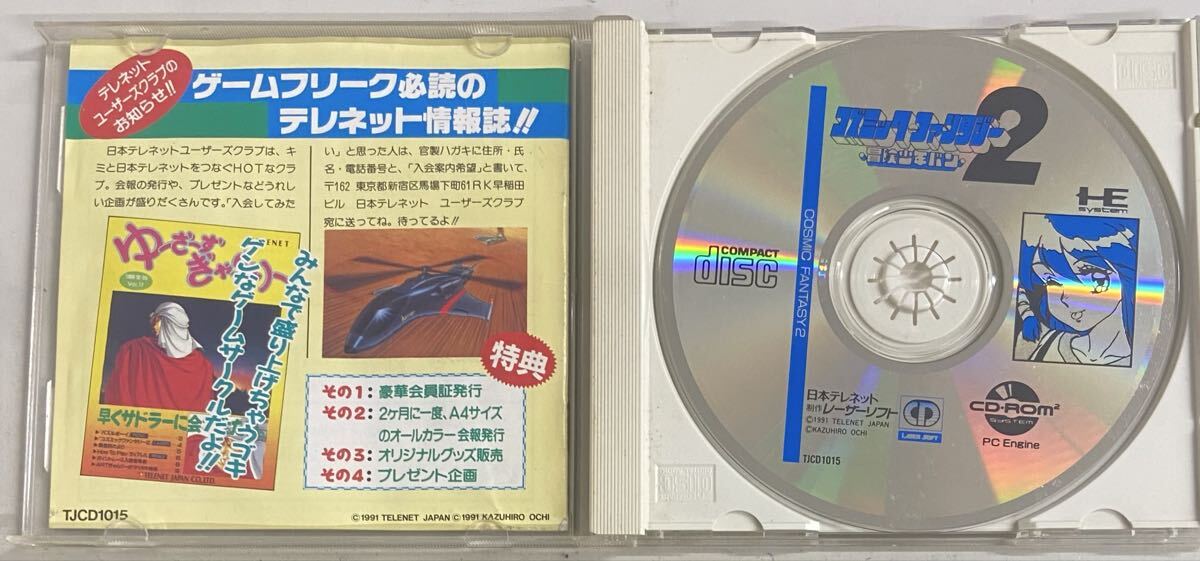 テレネット
ユーザーズクラブの
お知らせ!!
ゲームフリーク必読の
テレネット情報誌!!
日本テレネットユーザーズクラブは、キ
ミと日本テレネットをつなぐHOTなクラ
ブ。会報の発行や、プレゼントなどうれし
い企画が盛りだくさんです。「入会してみた
い」と思った人は、官製ハガキに住所・氏
名・電話番号と、「入会案内希望」と書いて、
〒162 東京都新宿区馬場下町61RK早稲田
ビル 日本テレネット ユーザーズクラブ
宛に送ってね。待ってるよ!!
ゆーざーず
みんなで盛り上げちゃうゴキ
ゲンなゲームサークルだよ!!
早くサドラーに会
TELENET JAPAN CO.,LTD.
特典
その1:豪華会員証発行
その2:2ヶ月に一度、A4サイズ
のオールカラー会報発行
その3:オリジナルグッズ販売
その4:プレゼント企画
TJCD1015
©1991 TELENET JAPAN ©1991 KAZUHIRO OCHI
コズミック・ファンタジー2
・冒険少年バン・
COSMIC FANTASY 2
HE
system
COMPACT
disc
日本テレネット
制作 レーザーソフト
©1991 TELENET JAPAN
©KAZUHIRO OCHI
LASER SOFT
TJCD1015
CD-ROM²
SYSTEM
PC Engine